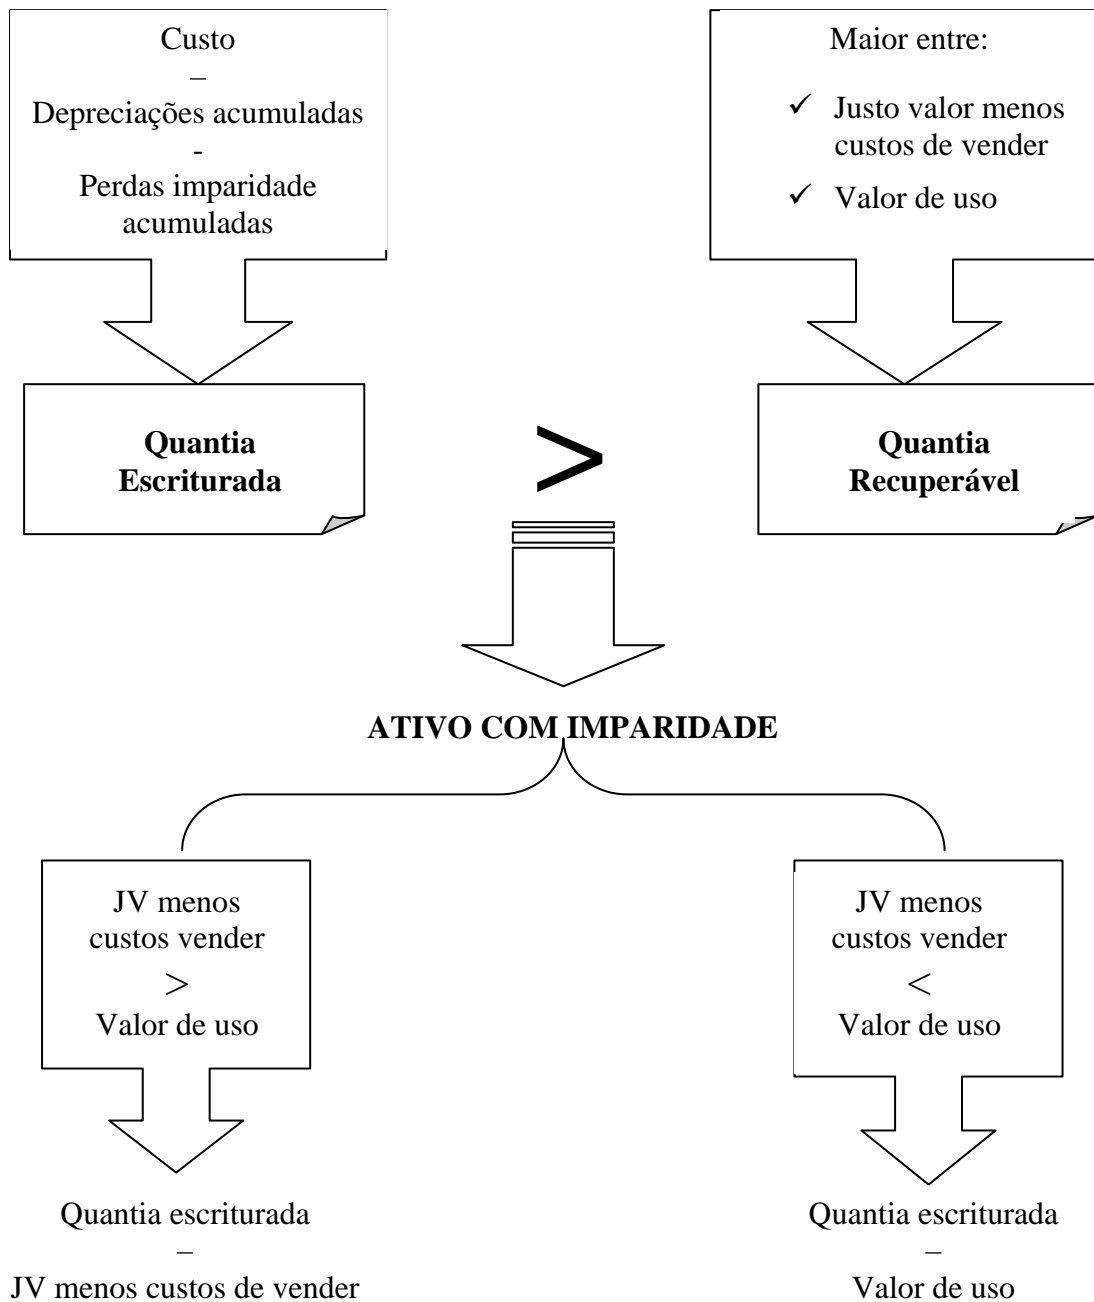 Custo
–
Depreciações acumuladas
-
Perdas imparidade
acumuladas
Maior entre:
✓ Justo valor menos
custos de vender
✓ Valor de uso
Quantia
Escriturada
>
Quantia
Recuperável
ATIVO COM IMPARIDADE
JV menos
custos vender
>
Valor de uso
JV menos
custos vender
<
Valor de uso
Quantia escriturada
–
JV menos custos de vender
Quantia escriturada
–
Valor de uso